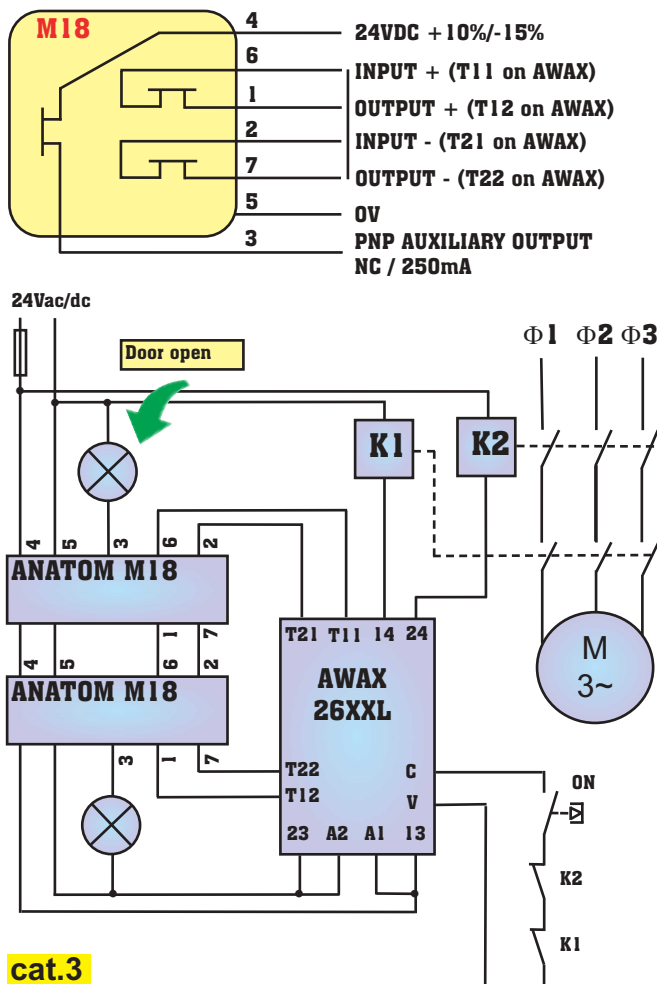 M18
4
24VDC +10%/-15%
6
INPUT + (T11 on AWAX)
1
OUTPUT + (T12 on AWAX)
2
INPUT - (T21 on AWAX)
7
OUTPUT - (T22 on AWAX)
5
0V
3
PNP AUXILIARY OUTPUT
NC / 250mA
24Vac/dc
Door open
Φ1 Φ2 Φ3
K1
K2
4 5 3 6 2
ANATOM M18
1 7
4 5 6 2
ANATOM M18
3 1 7
T21 T11 14 24
AWAX
26XXL
T22 C
T12 V
23 A2 A1 13
M
3~
ON
K2
K1
cat.3